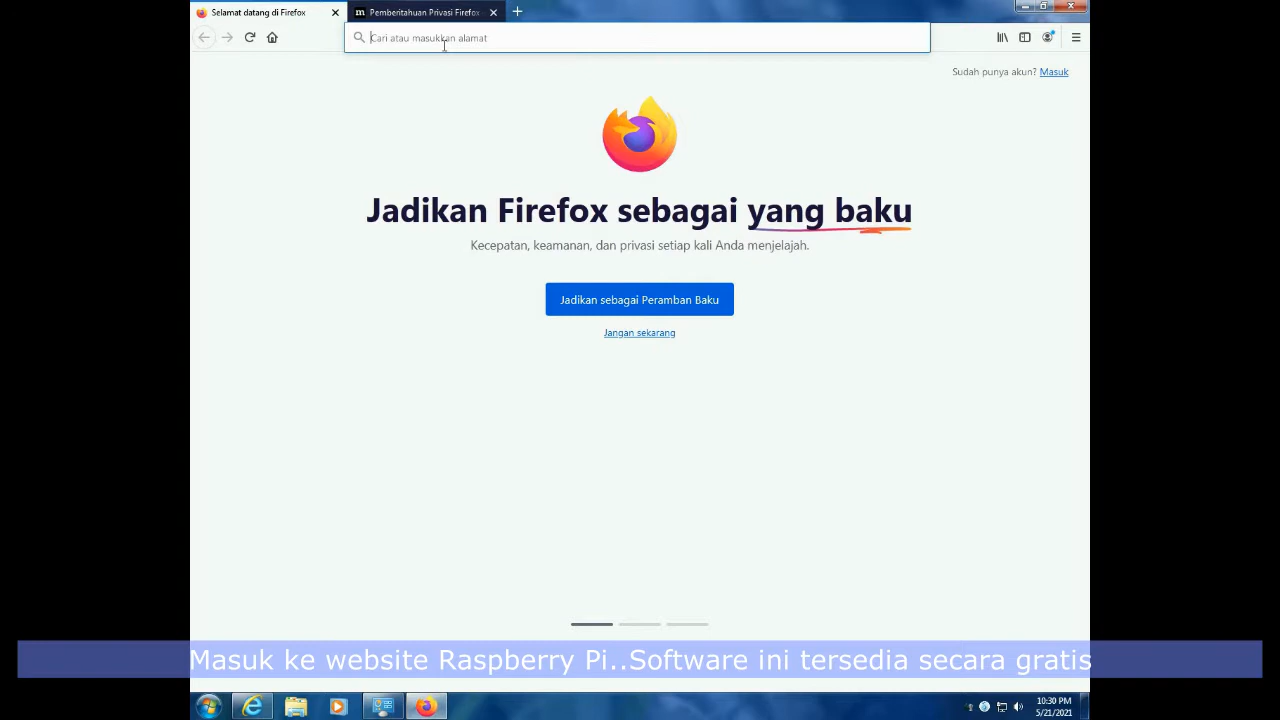 Selamat datang di Firefox
m Pemberitahuan Privasi Firefox
Cari atau masukkan alamat
Sudah punya akun? Masuk
Jadikan Firefox sebagai yang baku
Kecepatan, keamanan, dan privasi setiap kali Anda menjelajah.
Jadikan sebagai Peramban Baku
Jangan sekarang
Masuk ke website Raspberry Pi..Software ini tersedia secara gratis
10:30 PM
5/21/2021